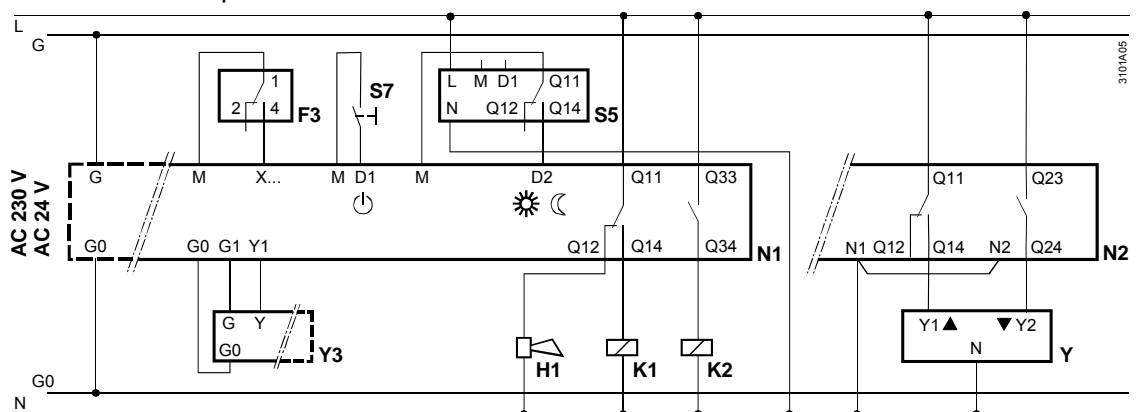 L
G
1
2 4 F3
S7
L M D1 Q11
N Q12 Q14 S5
3101A05
AC 230 V
AC 24 V
G M X... M D1 M D2 Q11 Q33
G0 G0 G1 Y1 Q12 Q14 Q34 N1
Q11 Q23
N1 Q12 Q14 N2 Q24 N2
G Y
G0 Y3
H1 K1 K2
Y1 ▲ ▼ Y2
N Y
G0
N